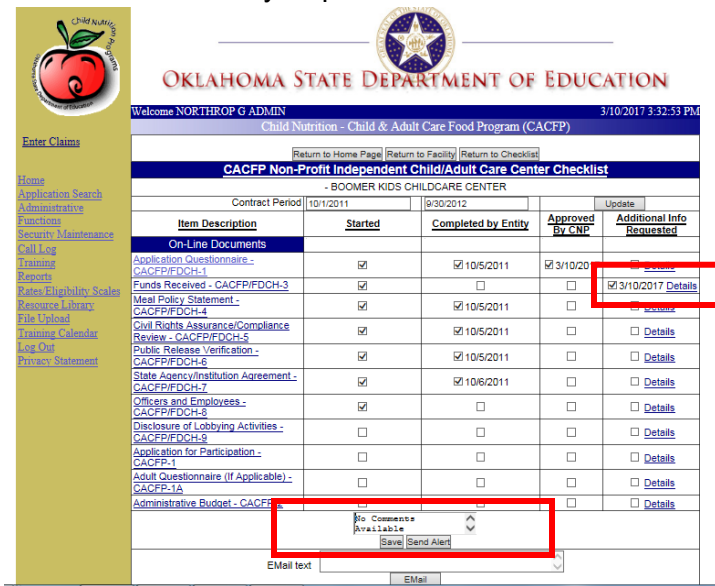 Child Nutrition Programs
Department of Education
OKLAHOMA STATE DEPARTMENT OF EDUCATION
Welcome NORTHROP G ADMIN 3/10/2017 3:32:53 PM
Child Nutrition - Child & Adult Care Food Program (CACFP)
Enter Claims
Home
Application Search
Administrative
Functions
Security Maintenance
Call Log
Training
Reports
Rates/Eligibility Scales
Resource Library
File Upload
Training Calendar
Log Out
Privacy Statement
Return to Home Page Return to Facility Return to Checklist
CACFP Non-Profit Independent Child/Adult Care Center Checklist
- BOOMER KIDS CHILDCARE CENTER
Contract Period 10/1/2011 9/30/2012 Update
Item Description Started Completed by Entity Approved By CNP Additional Info Requested
On-Line Documents
Application Questionnaire -
CACFP/FDCH-1 10/5/2011 3/10/201 Details
Funds Received - CACFP/FDCH-3 3/10/2017 Details
Meal Policy Statement -
CACFP/FDCH-4 10/5/2011 Details
Civil Rights Assurance/Compliance
Review - CACFP/FDCH-5 10/5/2011 Details
Public Release Verification -
CACFP/FDCH-6 10/5/2011 Details
State Agency/Institution Agreement -
CACFP/FDCH-7 10/6/2011 Details
Officers and Employees -
CACFP/FDCH-8 Details
Disclosure of Lobbying Activities -
CACFP/FDCH-9 Details
Application for Participation -
CACFP-1 Details
Adult Questionnaire (If Applicable) -
CACFP-1A Details
Administrative Budget - CACFP Details
No Comments
Available
Save Send Alert
EMail text
EMail